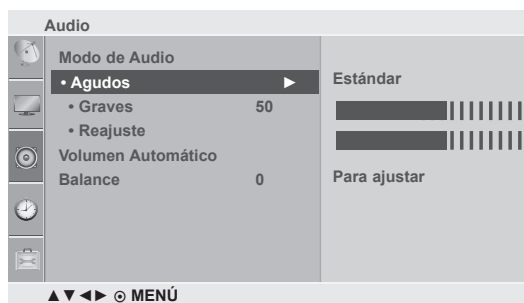 Audio
Modo de Audio
• Agudos ►
• Graves 50
• Reajuste
Volumen Automático
Balance 0
Estándar
Para ajustar
▲▼◄► ⊙ MENÚ